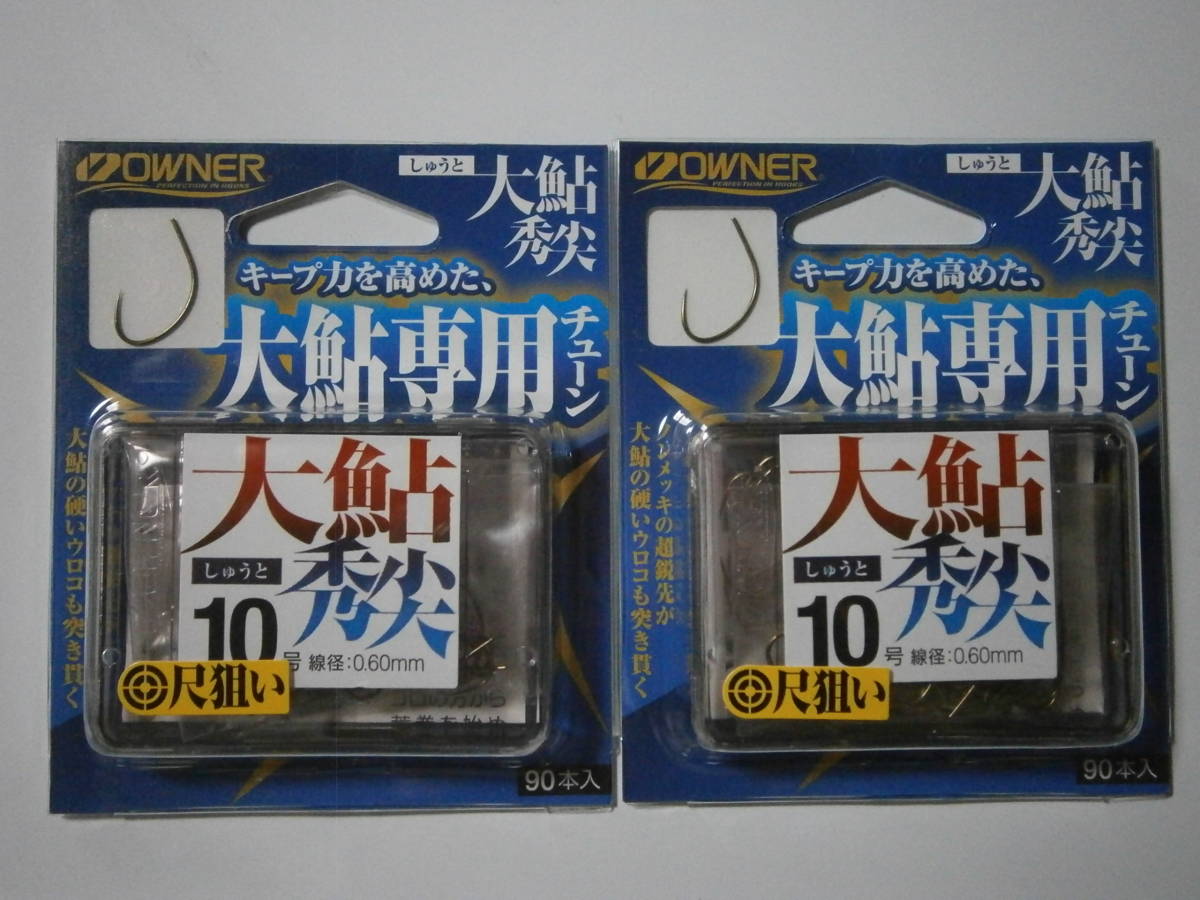 OWNER
PERFECTION IN HOOKS
しゅうと
大鮎
秀尖
キープ力を高めた、
大鮎専用
チューン
大鮎の硬いウロコも突き貫く
大鮎
秀尖
しゅうと
10号 線径:0.60mm
尺狙い
90本入
OWNER
PERFECTION IN HOOKS
しゅうと
大鮎
秀尖
キープ力を高めた、
大鮎専用
チューン
メッキの超鋭先が
大鮎の硬いウロコも突き貫く
大鮎
秀尖
しゅうと
10号 線径:0.60mm
尺狙い
90本入